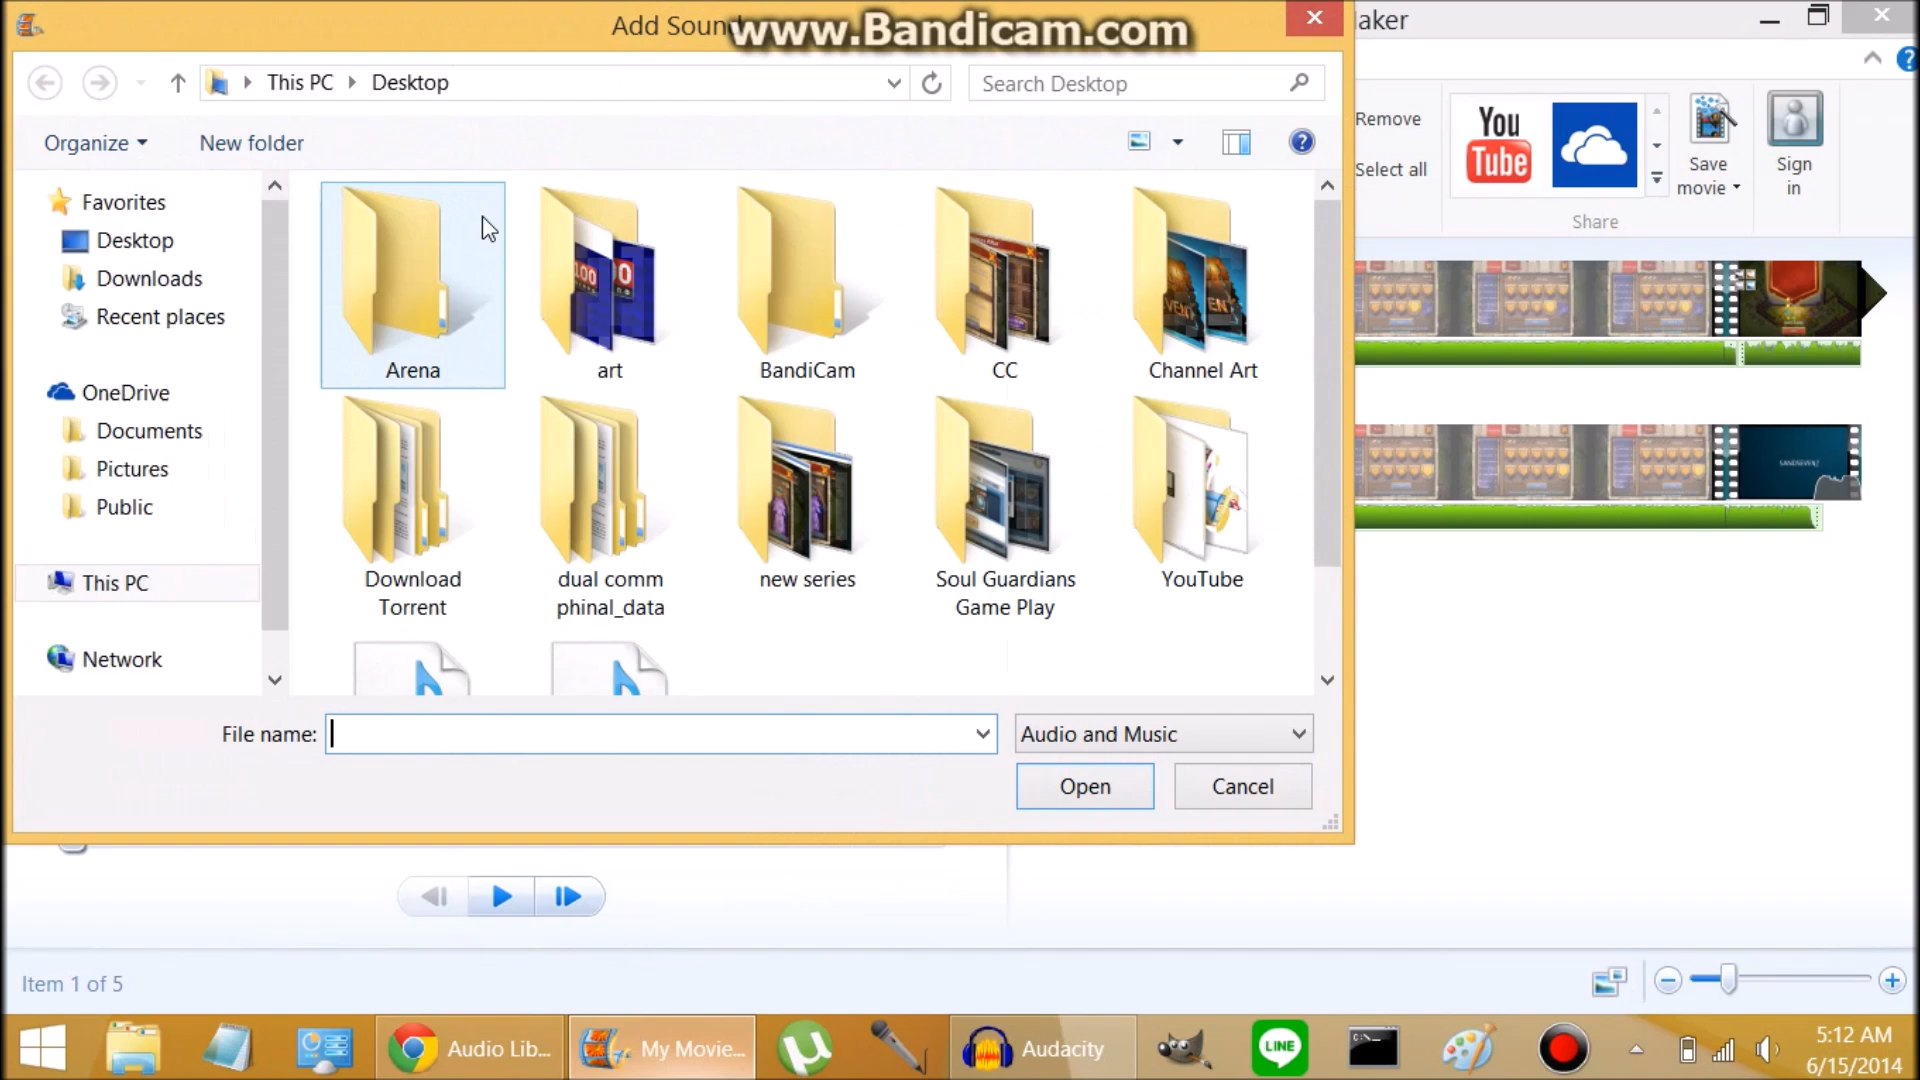 Add Sound
www.Bandicam.com
laker
This PC
Desktop
Search Desktop
Organize
New folder
Remove
Select all
You
Tube
Save
movie
Sign
in
Share
Favorites
Desktop
Downloads
Recent places
OneDrive
Documents
Pictures
Public
This PC
Network
Arena
art
BandiCam
CC
Channel Art
Download
Torrent
dual comm
phinal_data
new series
Soul Guardians
Game Play
YouTube
File name:
Audio and Music
Open
Cancel
Item 1 of 5
Audio Lib...
My Movie...
Audacity
LINE
5:12 AM
6/15/2014